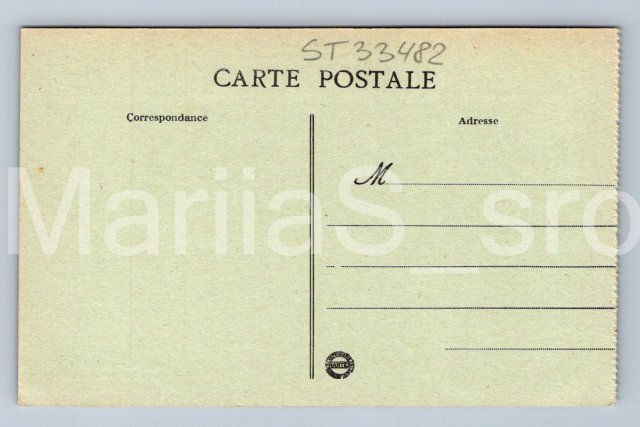 ST33482
CARTE POSTALE
Correspondance
Adresse
M
MariiaS_sro